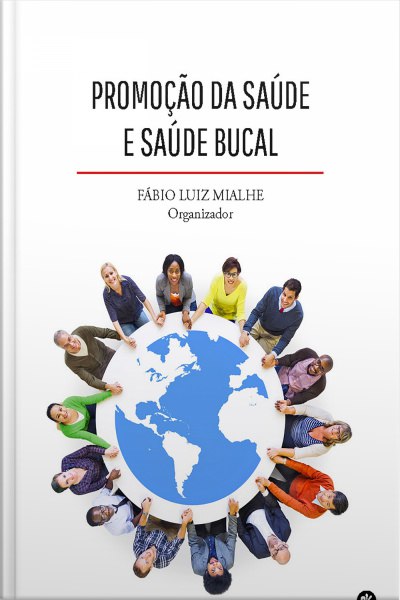 PROMOÇÃO DA SAÚDE
E SAÚDE BUCAL
FÁBIO LUIZ MIALHE
Organizador